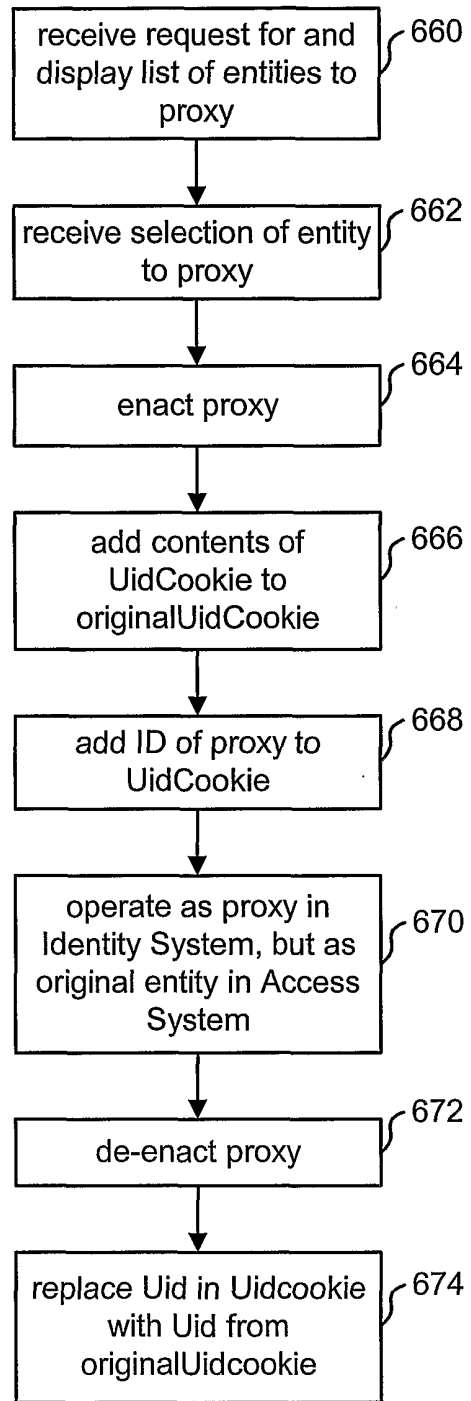 receive request for and
display list of entities to
proxy
660
receive selection of entity
to proxy
662
enact proxy
664
add contents of
UidCookie to
originalUidCookie
666
add ID of proxy to
UidCookie
668
operate as proxy in
Identity System, but as
original entity in Access
System
670
de-enact proxy
672
replace Uid in Uidcookie
with Uid from
originalUidcookie
674